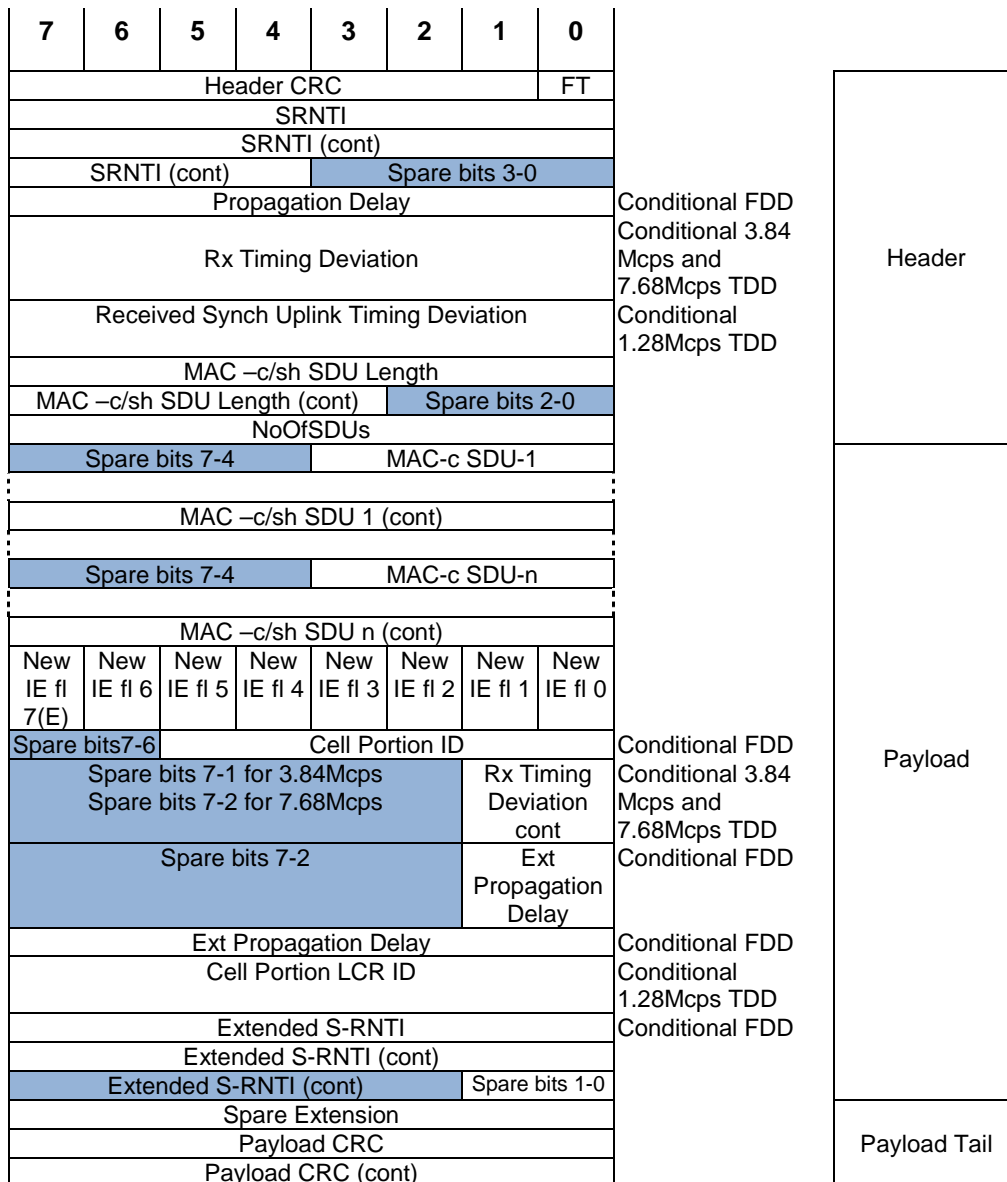 7 6 5 4 3 2 1 0
Header CRC FT
SRNTI
SRNTI (cont)
SRNTI (cont) Spare bits 3-0
Propagation Delay Conditional FDD
Rx Timing Deviation Conditional 3.84
Mcps and
7.68Mcps TDD
Header
Received Synch Uplink Timing Deviation Conditional
1.28Mcps TDD
MAC –c/sh SDU Length
MAC –c/sh SDU Length (cont) Spare bits 2-0
NoOfSDUs
Spare bits 7-4 MAC-c SDU-1
MAC –c/sh SDU 1 (cont)
Spare bits 7-4 MAC-c SDU-n
MAC –c/sh SDU n (cont)
New New New New New New New New
IE fl IE fl 6 IE fl 5 IE fl 4 IE fl 3 IE fl 2 IE fl 1 IE fl 0
7(E)
Spare bits7-6 Cell Portion ID Conditional FDD
Payload
Spare bits 7-1 for 3.84Mcps Rx Timing Conditional 3.84
Spare bits 7-2 for 7.68Mcps Deviation Mcps and
cont 7.68Mcps TDD
Spare bits 7-2 Ext Conditional FDD
Propagation
Delay
Ext Propagation Delay Conditional FDD
Cell Portion LCR ID Conditional
1.28Mcps TDD
Extended S-RNTI Conditional FDD
Extended S-RNTI (cont)
Extended S-RNTI (cont) Spare bits 1-0
Spare Extension
Payload CRC Payload Tail
Payload CRC (cont)